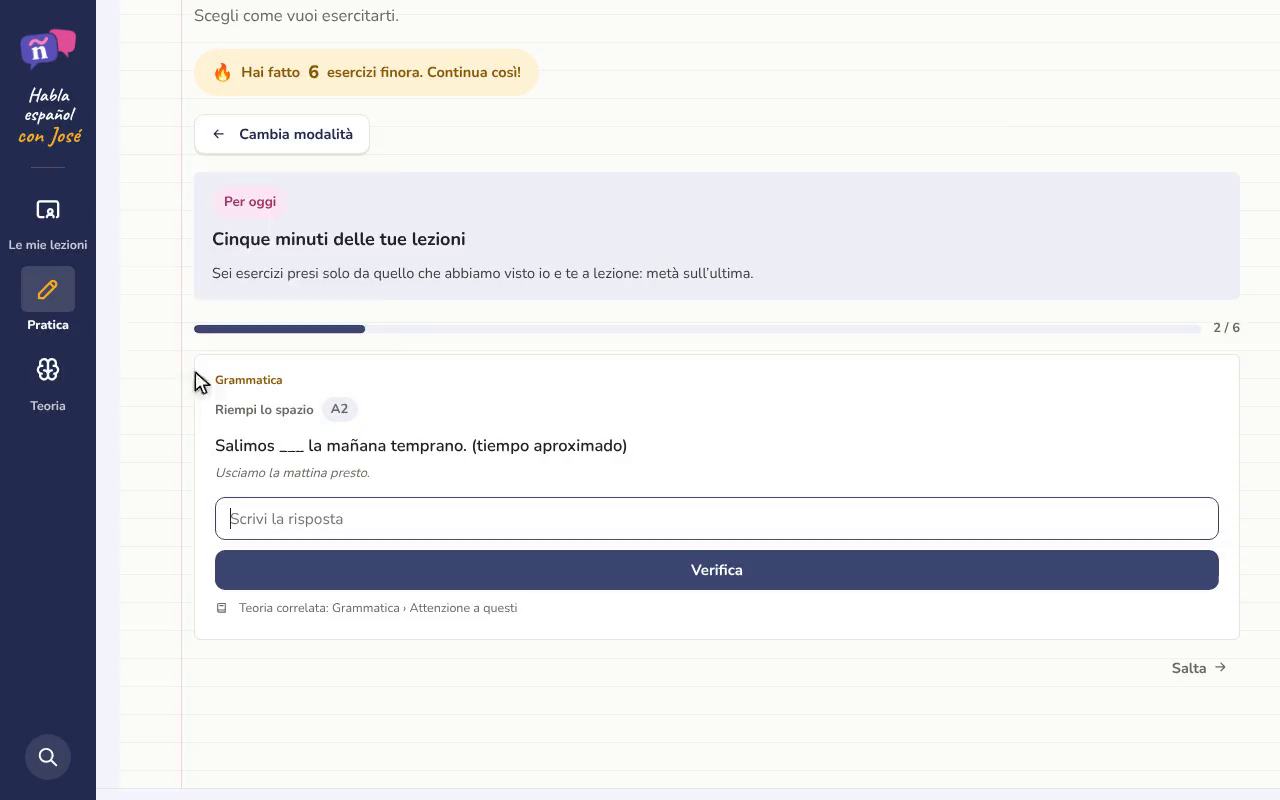 Scegli come vuoi esercitarti.
🔥 Hai fatto 6 esercizi finora. Continua così!
ñ
Habla
español
con José
← Cambia modalità
Per oggi
Cinque minuti delle tue lezioni
Sei esercizi presi solo da quello che abbiamo visto io e te a lezione: metà sull'ultima.
Le mie lezioni
Pratica
Teoria
2 / 6
Grammatica
Riempi lo spazio A2
Salimos ___ la mañana temprano. (tiempo aproximado)
Usciamo la mattina presto.
Scrivi la risposta
Verifica
Teoria correlata: Grammatica › Attenzione a questi
Salta →